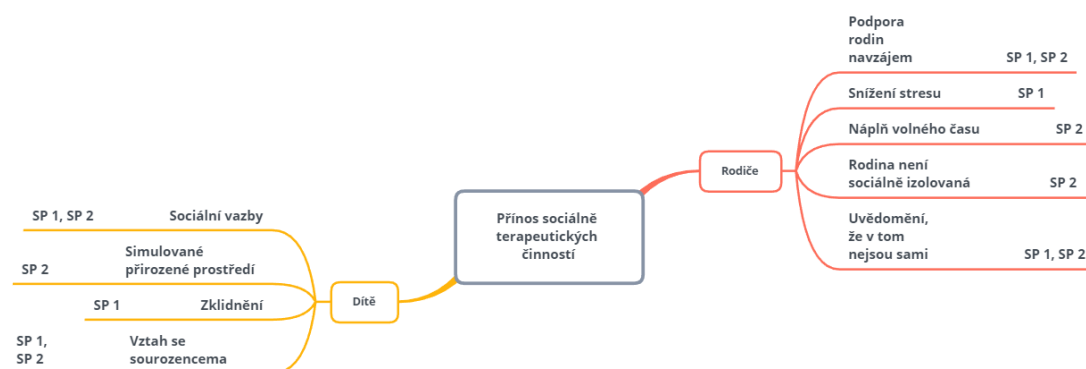 Přínos sociálně
terapeutických
činností
Rodiče
Podpora
rodin
navzájem
SP 1, SP 2
Snížení stresu
SP 1
Náplň volného času
SP 2
Rodina není
sociálně izolovaná
SP 2
Uvědomění,
že v tom
nejsou sami
SP 1, SP 2
Dítě
SP 1, SP 2
Sociální vazby
Simulované
přirozené prostředí
SP 2
SP 1
Zklidnění
SP 1,
SP 2
Vztah se
sourozencema